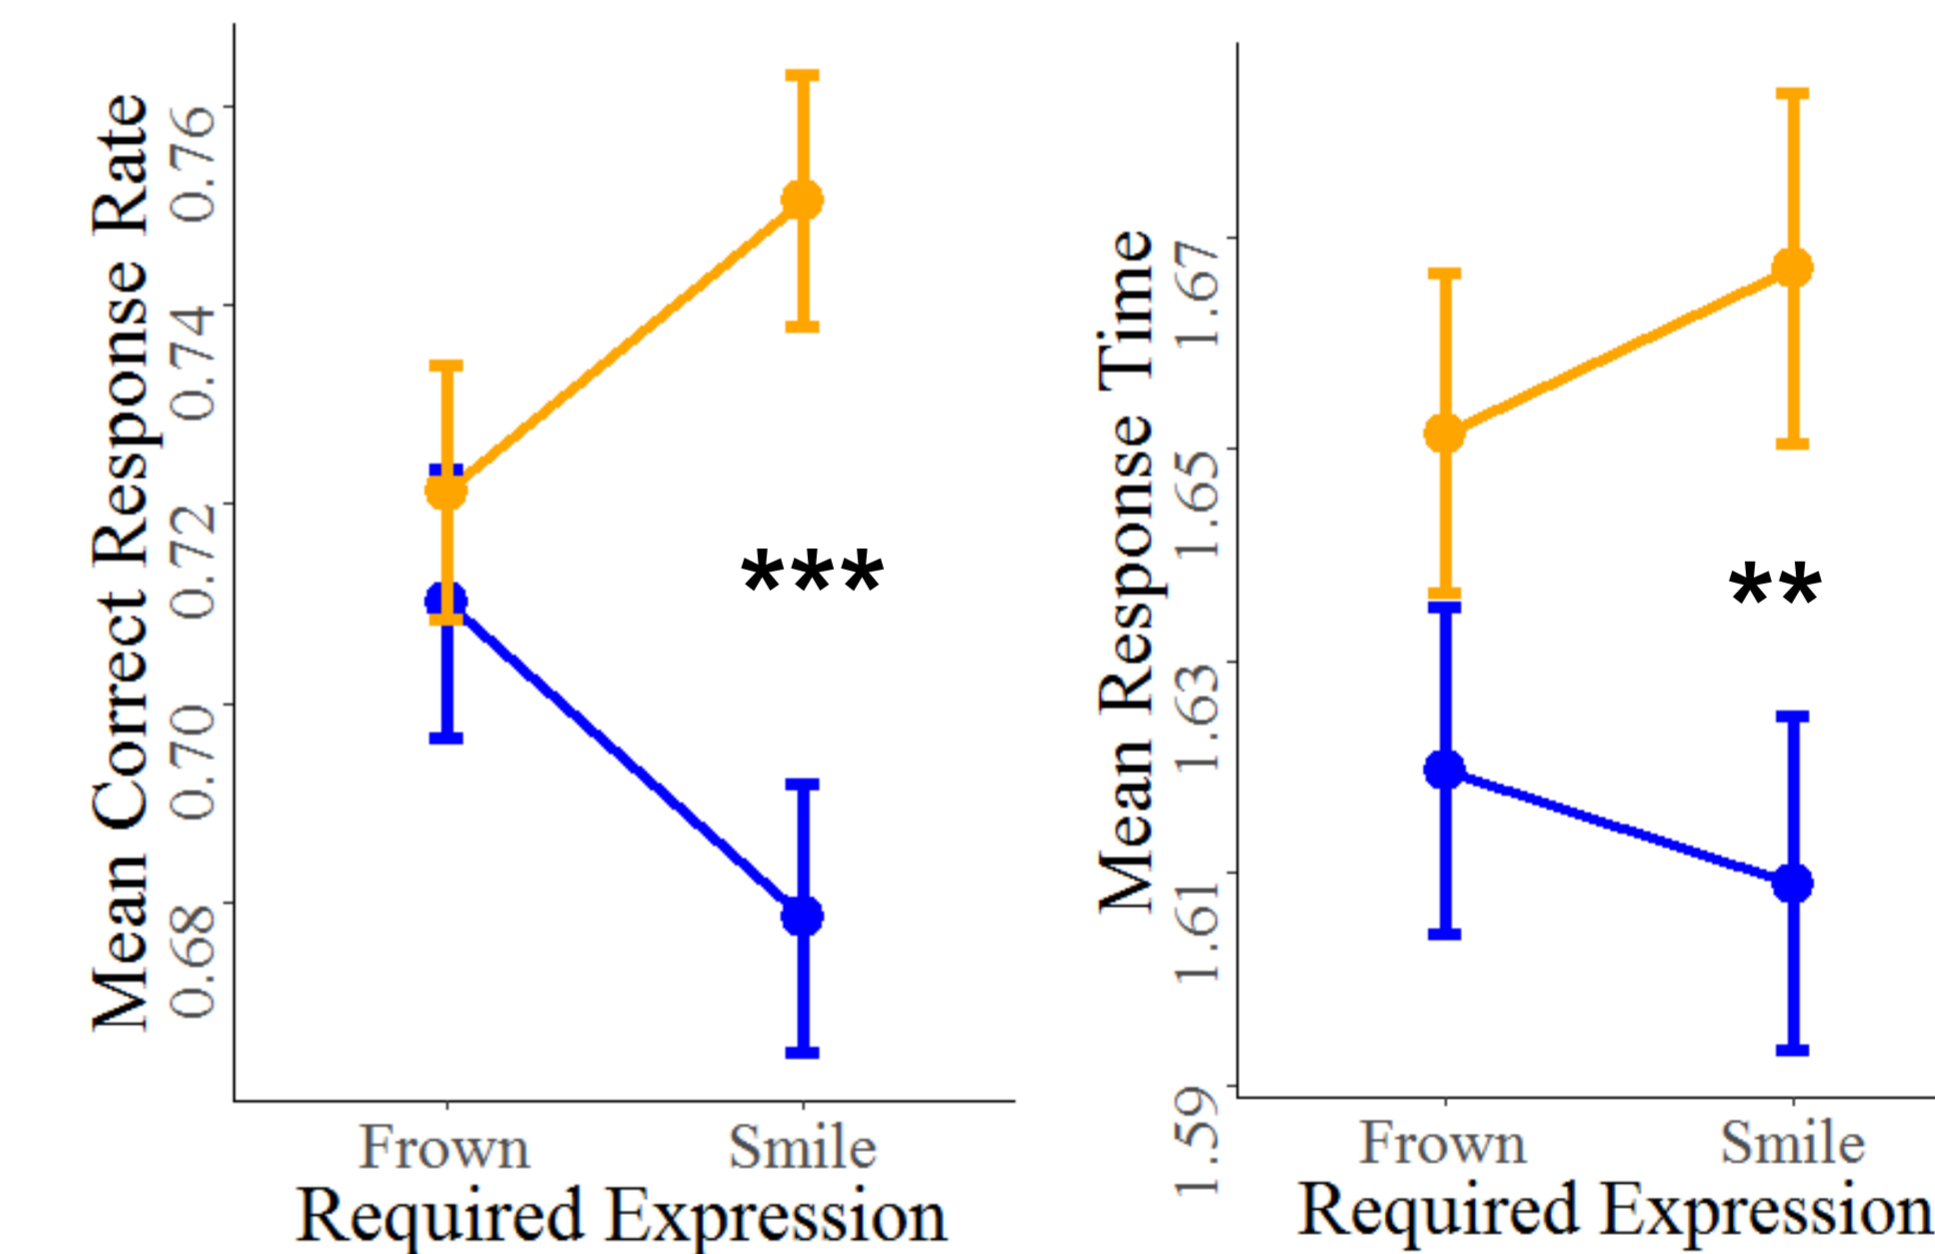 Mean Correct Response Rate
0.76
0.74
0.72
0.70
0.68
***
Frown
Smile
Required Expression
Mean Response Time
1.67
1.65
1.63
1.61
1.59
**
Frown
Smile
Required Expression